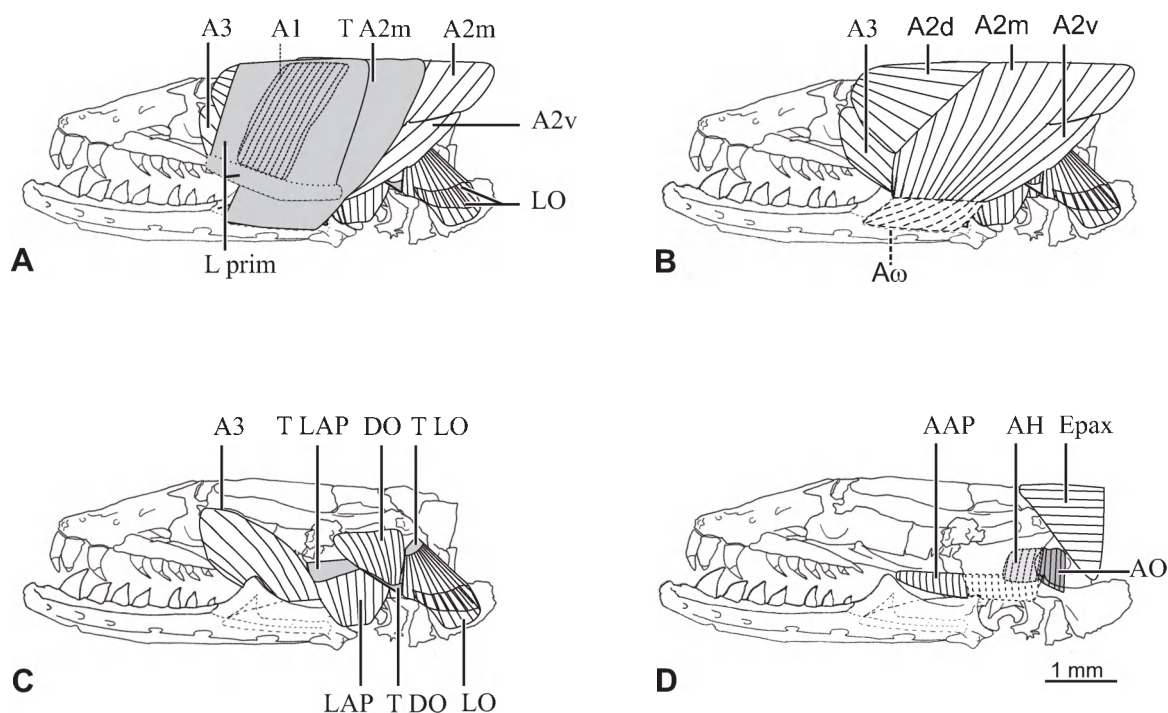 A3 A1 T A2m A2m
A2v
LO
L prim
A
A3 A2d A2m A2v
Aω
B
A3 T LAP DO T LO
LAP T DO LO
C
AAP AH Epax
AO
1 mm
D